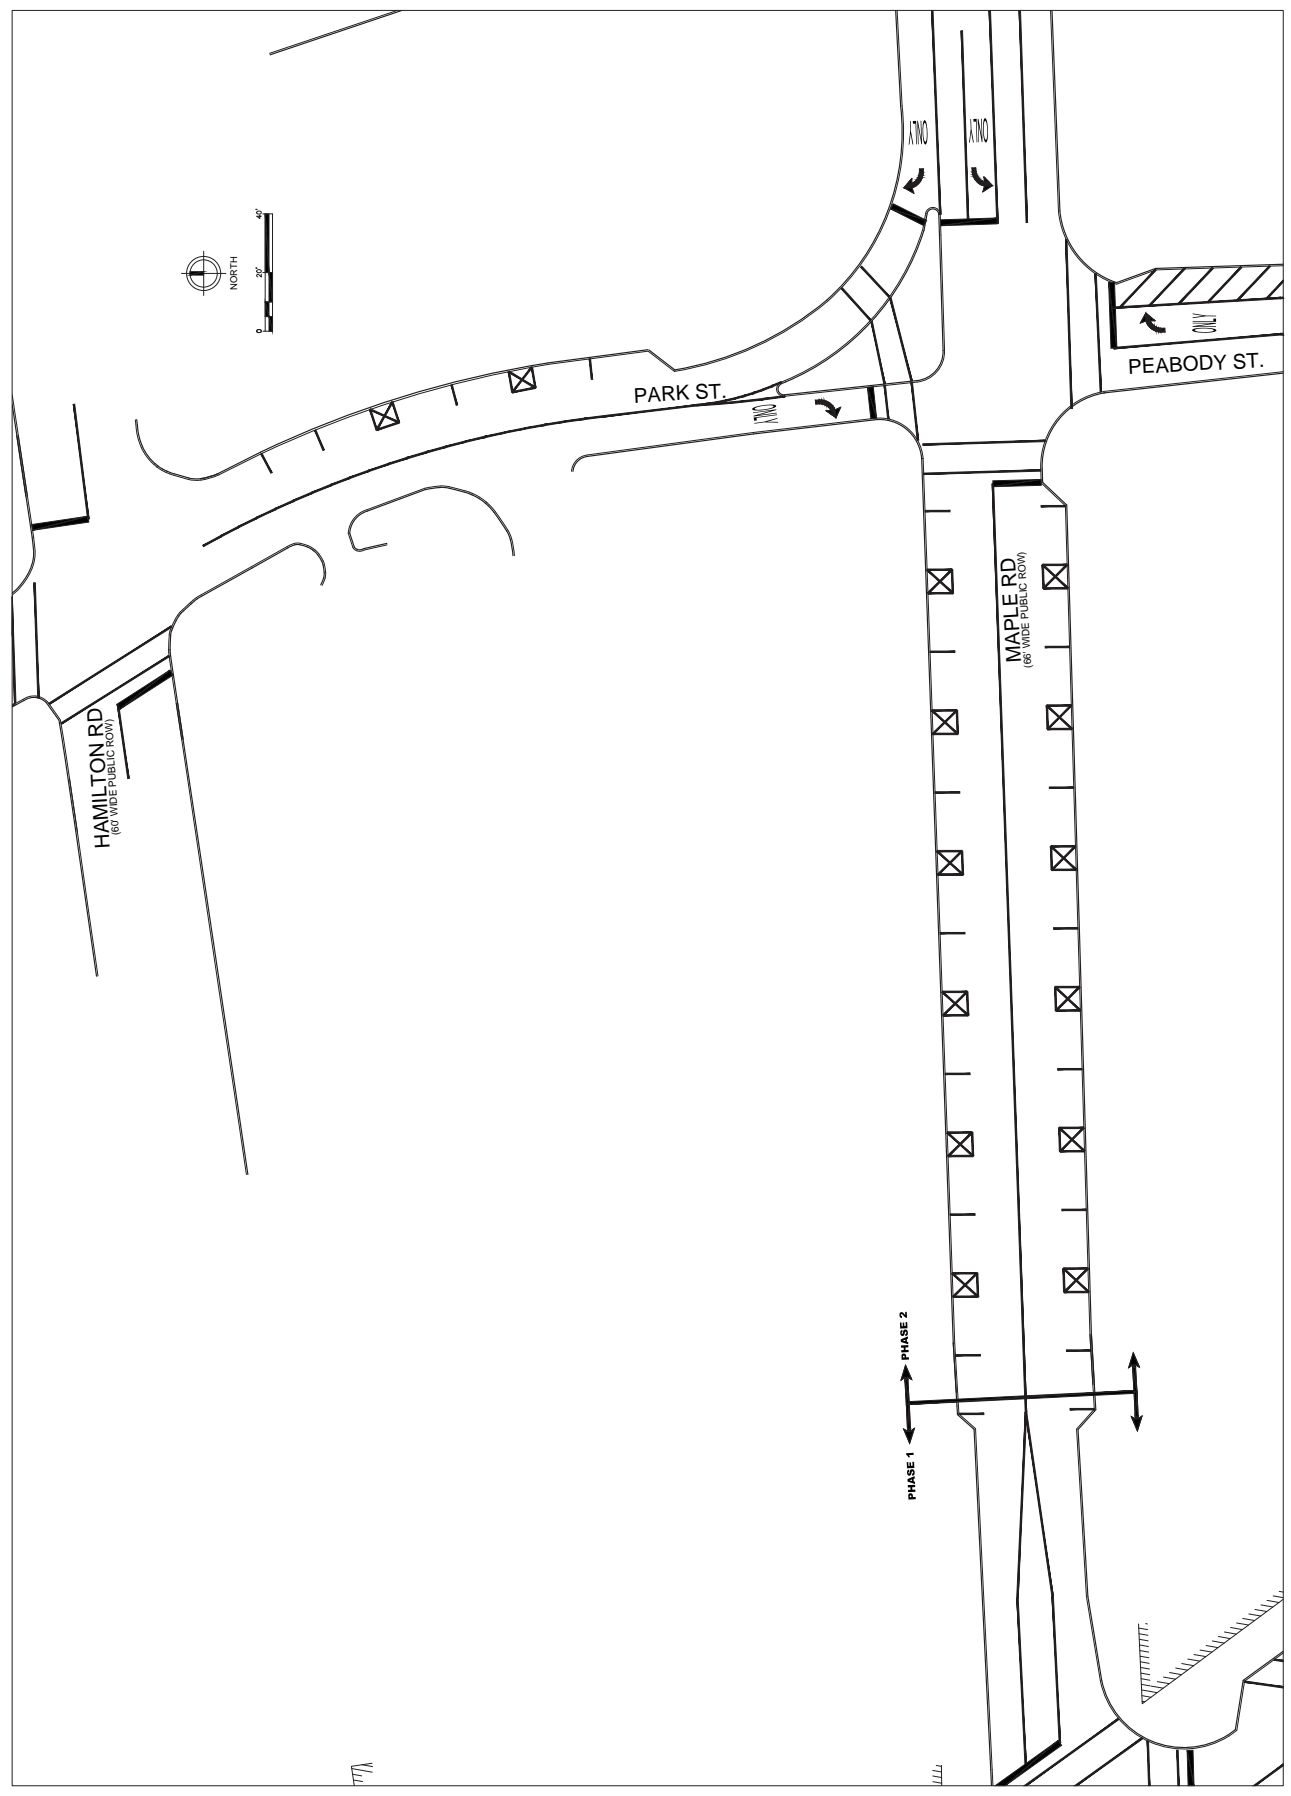 ONLY
ONLY
0
20'
40'
NORTH
ONLY
PEABODY ST.
PARK ST.
ONLY
MAPLE RD
(66' WIDE PUBLIC ROW)
HAMILTON RD
(60' WIDE PUBLIC ROW)
PHASE 2
PHASE 1